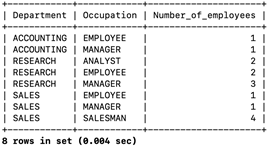 | Department | Occupation | Number_of_employees |
| ACCOUNTING | EMPLOYEE | 1 |
| ACCOUNTING | MANAGER | 1 |
| RESEARCH | ANALYST | 2 |
| RESEARCH | EMPLOYEE | 2 |
| RESEARCH | MANAGER | 3 |
| SALES | EMPLOYEE | 1 |
| SALES | MANAGER | 1 |
| SALES | SALESMAN | 4 |
8 rows in set (0.004 sec)